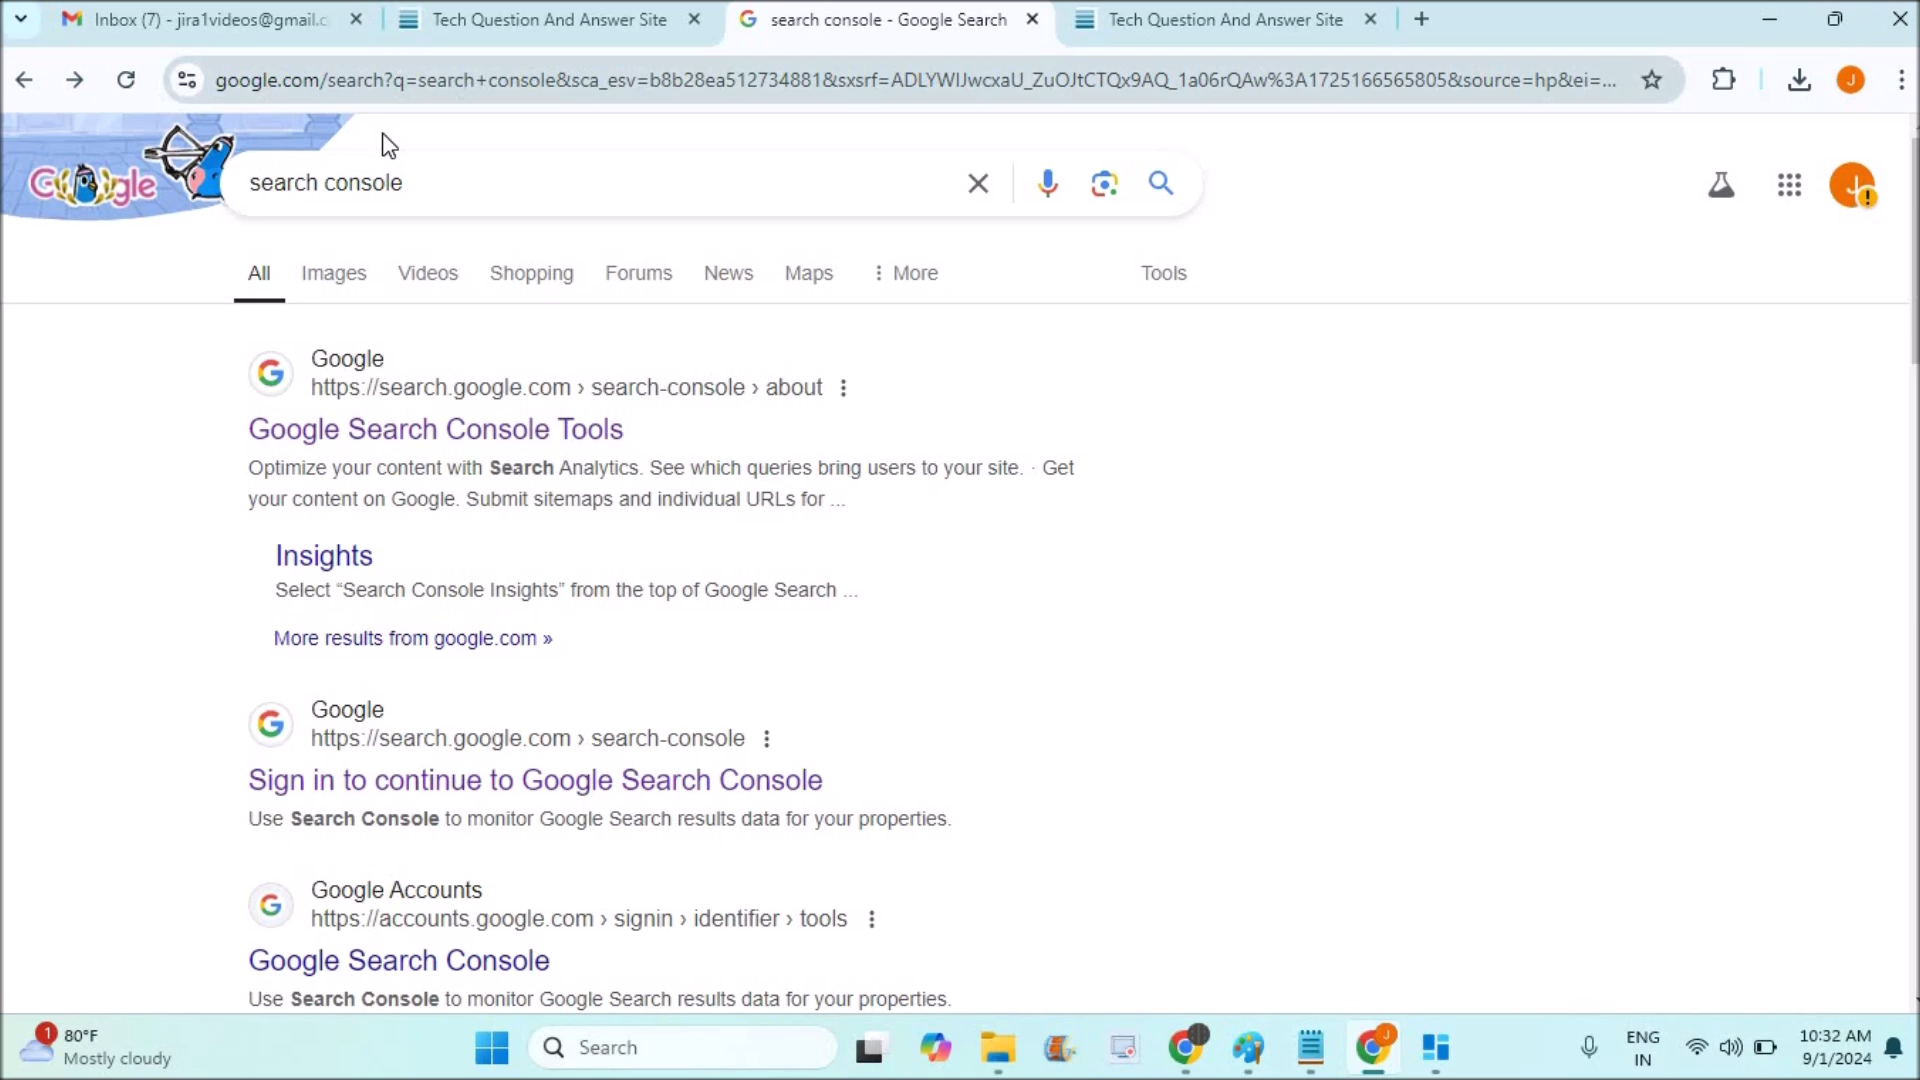 Inbox (7) - jira1videos@gmail.c
Tech Question And Answer Site
search console - Google Search
Tech Question And Answer Site
google.com/search?q=search+console&sca_esv=b8b28ea512734881&sxsrf=ADLYWIJwcxaU_ZuOJtCTQx9AQ_1a06rQAw%3A1725166565805&source=hp&ei=...
J
Google
search console
J
All
Images
Videos
Shopping
Forums
News
Maps
More
Tools
Google
https://search.google.com › search-console › about
Google Search Console Tools
Optimize your content with Search Analytics. See which queries bring users to your site. · Get
your content on Google. Submit sitemaps and individual URLs for ...
Insights
Select “Search Console Insights” from the top of Google Search ...
More results from google.com »
Google
https://search.google.com › search-console
Sign in to continue to Google Search Console
Use Search Console to monitor Google Search results data for your properties.
Google Accounts
https://accounts.google.com › signin › identifier › tools
Google Search Console
Use Search Console to monitor Google Search results data for your properties.
1
80°F
Mostly cloudy
Search
J
ENG
IN
10:32 AM
9/1/2024